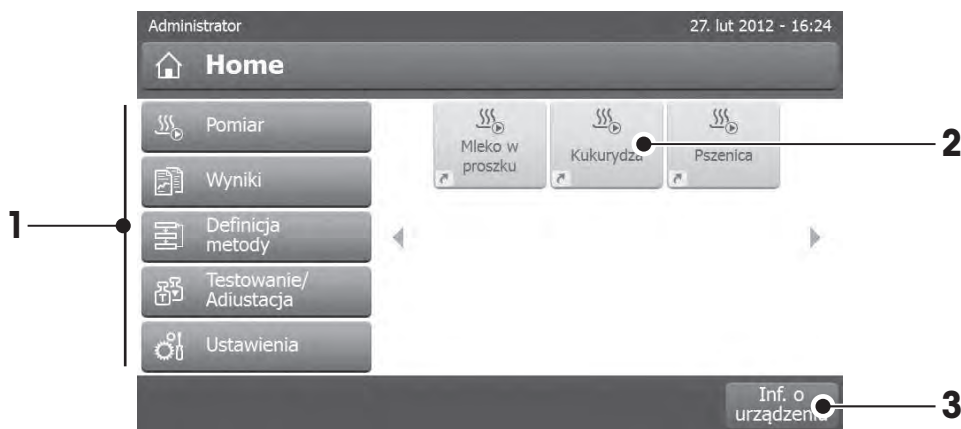 Administrator 27. lut 2012 - 16:24
Home
1
Pomiar
Wyniki
Definicja
metody
Testowanie/
Adiustacja
Ustawienia
Mleko w
proszku
Kukurydza
Pszenica
2
Inf. o
urządzeniu
3